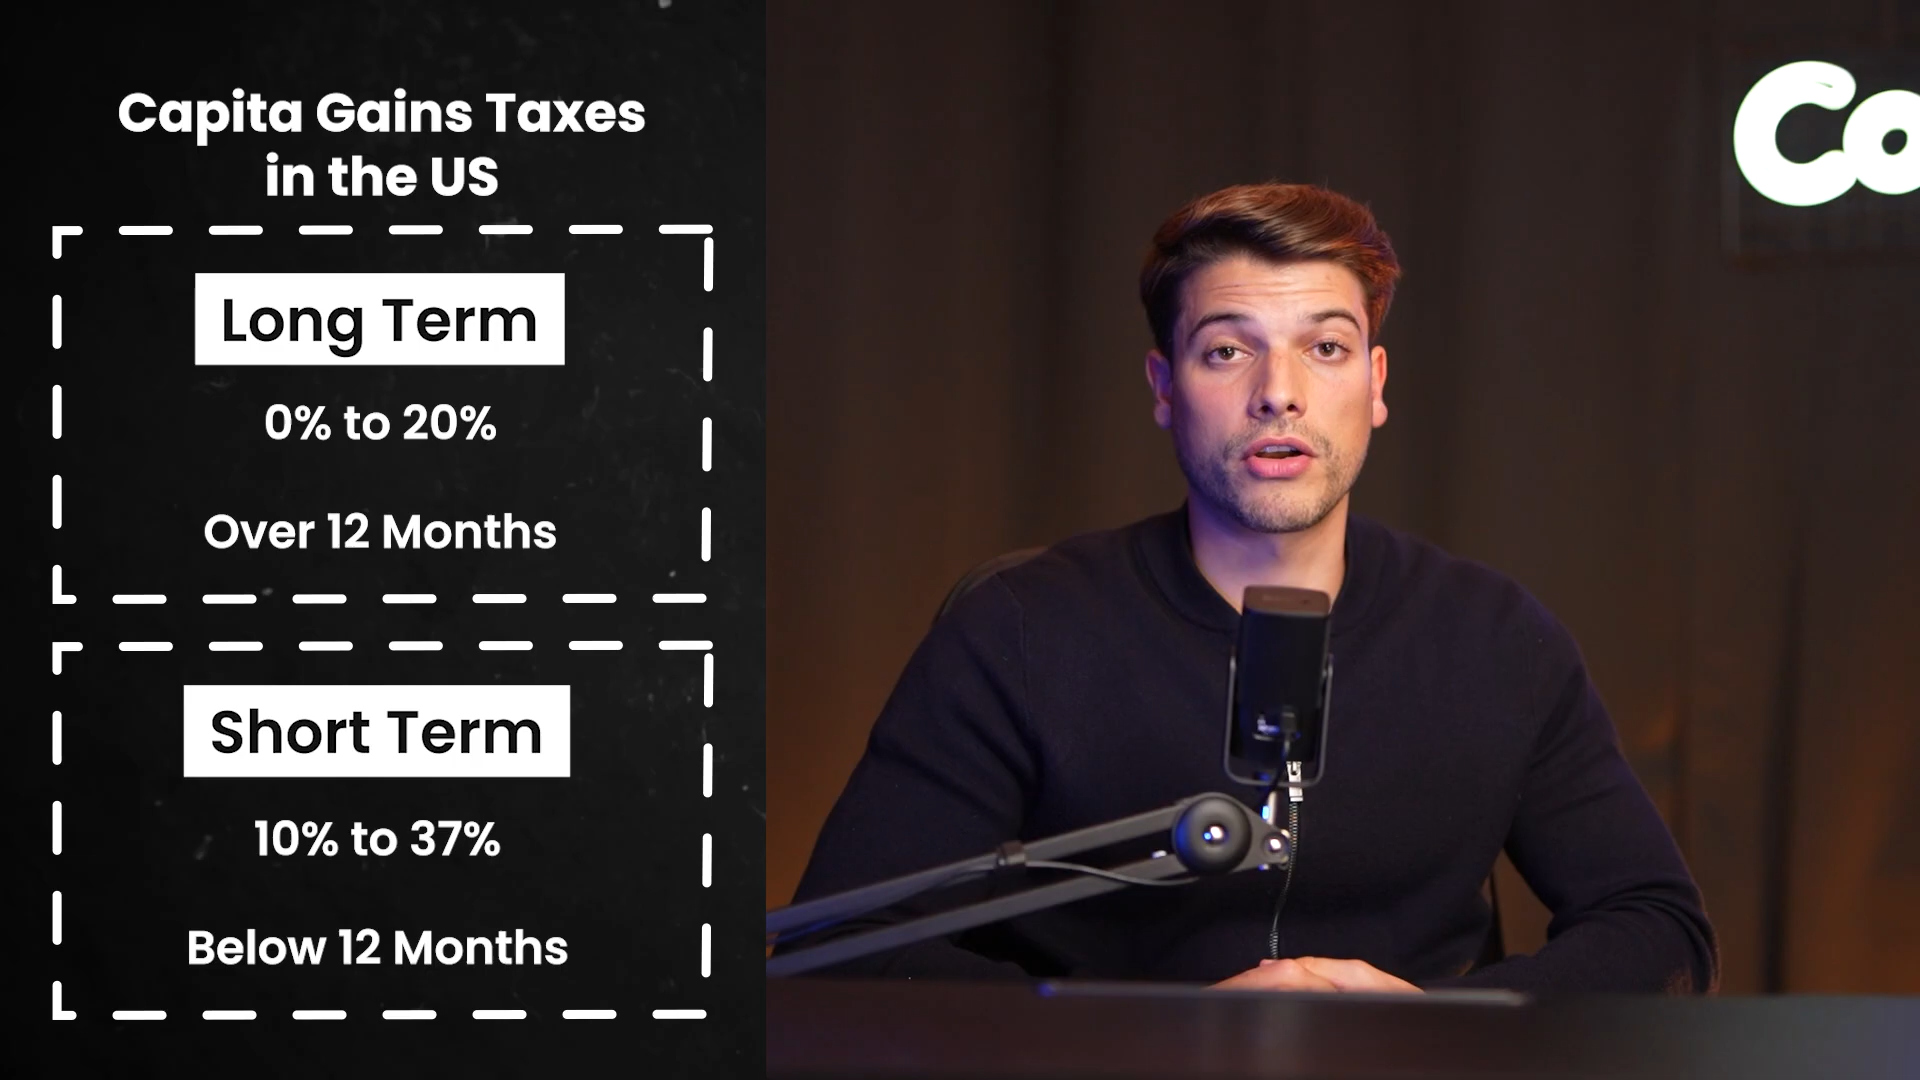 Capita Gains Taxes
in the US
Long Term
0% to 20%
Over 12 Months
Short Term
10% to 37%
Below 12 Months
Co